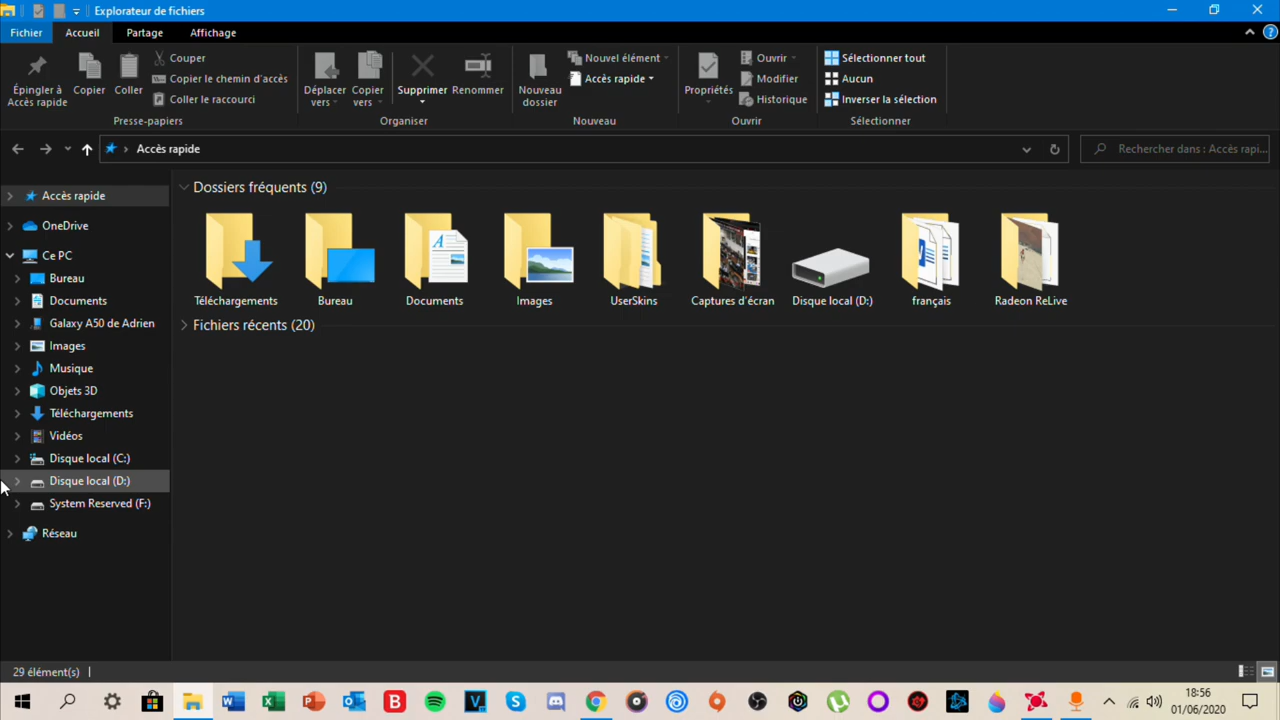 Explorateur de fichiers
Fichier Accueil Partage Affichage
Épingler à Accès rapide
Copier
Coller
Couper
Copier le chemin d'accès
Coller le raccourci
Presse-papiers
Déplacer vers
Copier vers
Supprimer
Renommer
Organiser
Nouveau dossier
Nouvel élément
Accès rapide
Nouveau
Propriétés
Ouvrir
Modifier
Historique
Ouvrir
Sélectionner tout
Aucun
Inverser la sélection
Sélectionner
Accès rapide
Rechercher dans : Accès rapi...
Accès rapide
OneDrive
Ce PC
Bureau
Documents
Galaxy A50 de Adrien
Images
Musique
Objets 3D
Téléchargements
Vidéos
Disque local (C:)
Disque local (D:)
System Reserved (F:)
Réseau
Dossiers fréquents (9)
Téléchargements Bureau Documents Images UserSkins Captures d'écran Disque local (D:) français Radeon ReLive
Fichiers récents (20)
29 élément(s)
18:56
01/06/2020